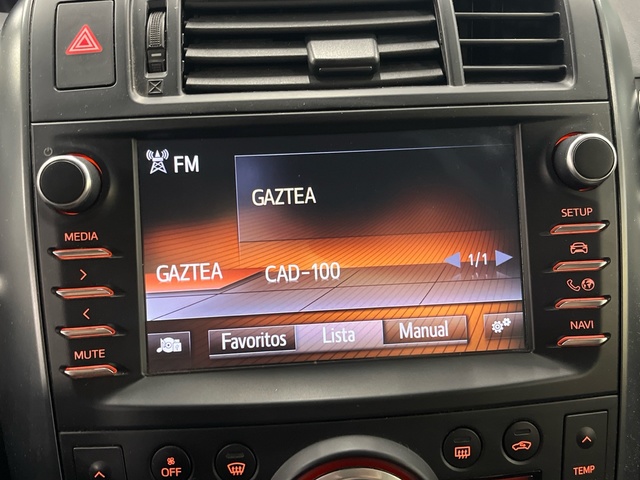 FM
GAZTEA
GAZTEA CAD-100 1/1
Favoritos Lista Manual
MEDIA
MUTE
SETUP
NAVI
OFF
TEMP